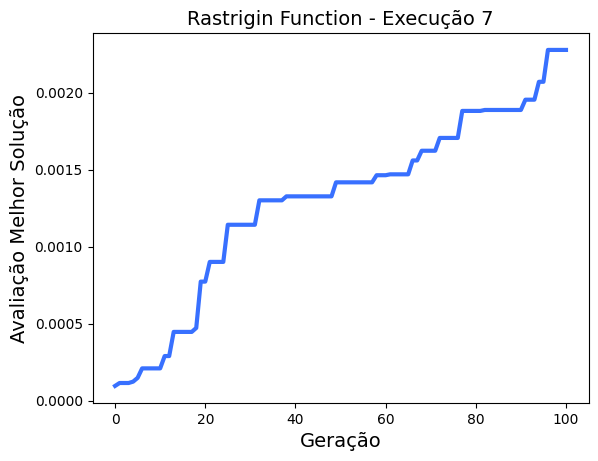 Rastrigin Function - Execução 7
Avaliação Melhor Solução
0.0020
0.0015
0.0010
0.0005
0.0000
0 20 40 60 80 100
Geração